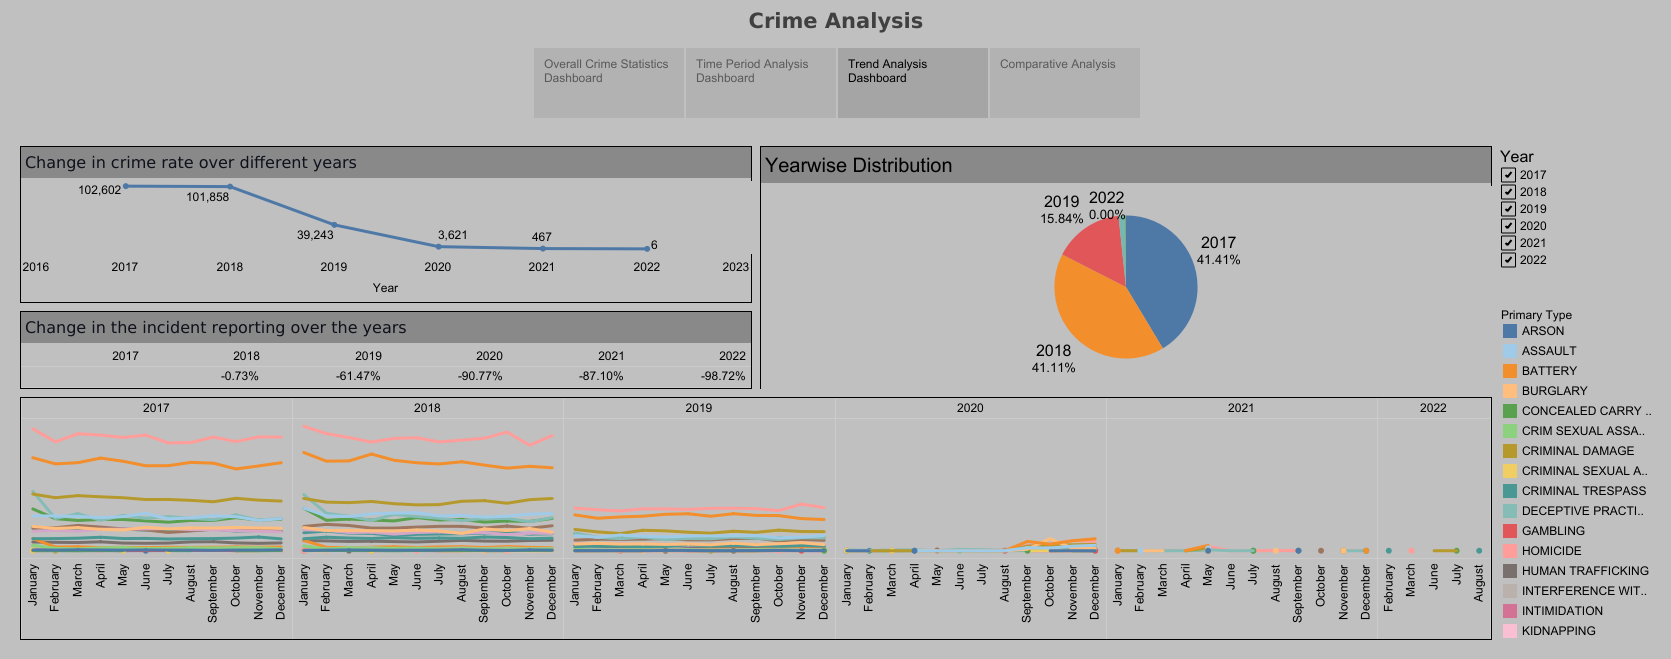 Crime Analysis
Overall Crime Statistics
Dashboard
Time Period Analysis
Dashboard
Trend Analysis
Dashboard
Comparative Analysis
Change in crime rate over different years
102,602
101,858
39,243
3,621
467
6
2016 2017 2018 2019 2020 2021 2022 2023
Year
Change in the incident reporting over the years
2017 2018 2019 2020 2021 2022
-0.73% -61.47% -90.77% -87.10% -98.72%
Yearwise Distribution
2019
15.84%
2022
0.00%
2017
41.41%
2018
41.11%
Year
2017
2018
2019
2020
2021
2022
Primary Type
ARSON
ASSAULT
BATTERY
BURGLARY
CONCEALED CARRY ..
CRIM SEXUAL ASSA..
CRIMINAL DAMAGE
CRIMINAL SEXUAL A..
CRIMINAL TRESPASS
DECEPTIVE PRACTI..
GAMBLING
HOMICIDE
HUMAN TRAFFICKING
INTERFERENCE WIT..
INTIMIDATION
KIDNAPPING
2017 2018 2019 2020 2021 2022
January February March April May June July August September October November December
January February March April May June July August September October November December
January February March April May June July August September October November December
January February March April May June July August September October November December
January February March April May June July August September October November December
February March June July August